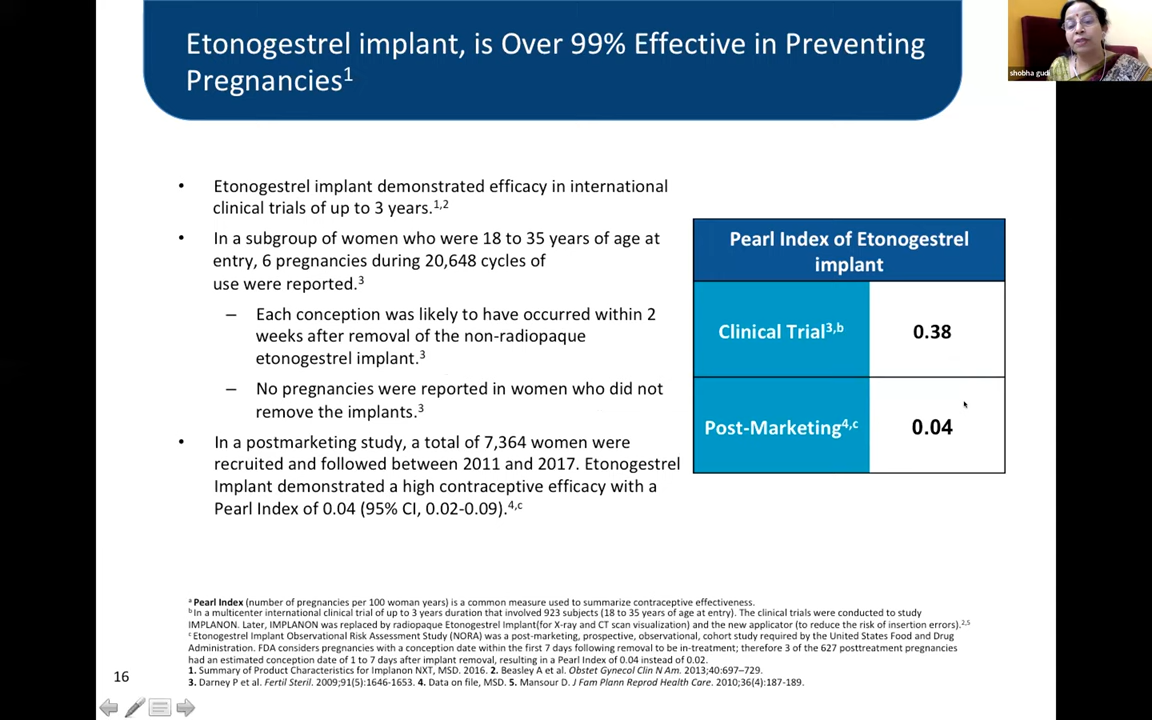 Etonogestrel implant, is Over 99% Effective in Preventing
Pregnancies1
shobha gudi
• Etonogestrel implant demonstrated efficacy in international
clinical trials of up to 3 years.1,2
• In a subgroup of women who were 18 to 35 years of age at
entry, 6 pregnancies during 20,648 cycles of
use were reported.3
– Each conception was likely to have occurred within 2
weeks after removal of the non-radiopaque
etonogestrel implant.3
– No pregnancies were reported in women who did not
remove the implants.3
• In a postmarketing study, a total of 7,364 women were
recruited and followed between 2011 and 2017. Etonogestrel
Implant demonstrated a high contraceptive efficacy with a
Pearl Index of 0.04 (95% CI, 0.02-0.09).4,c
Pearl Index of Etonogestrel
implant
Clinical Trial3,b 0.38
Post-Marketing4,c 0.04
a Pearl Index (number of pregnancies per 100 woman years) is a common measure used to summarize contraceptive effectiveness.
b In a multicenter international clinical trial of up to 3 years duration that involved 923 subjects (18 to 35 years of age at entry). The clinical trials were conducted to study
IMPLANON. Later, IMPLANON was replaced by radiopaque Etonogestrel Implant(for X-ray and CT scan visualization) and the new applicator (to reduce the risk of insertion errors).2,5
c Etonogestrel Implant Observational Risk Assessment Study (NORA) was a post-marketing, prospective, observational, cohort study required by the United States Food and Drug
Administration. FDA considers pregnancies with a conception date within the first 7 days following removal to be in-treatment; therefore 3 of the 627 posttreatment pregnancies
had an estimated conception date of 1 to 7 days after implant removal, resulting in a Pearl Index of 0.04 instead of 0.02.
1. Summary of Product Characteristics for Implanon NXT, MSD. 2016. 2. Beasley A et al. Obstet Gynecol Clin N Am. 2013;40:697–729.
3. Darney P et al. Fertil Steril. 2009;91(5):1646-1653. 4. Data on file, MSD. 5. Mansour D. J Fam Plann Reprod Health Care. 2010;36(4):187-189.
16